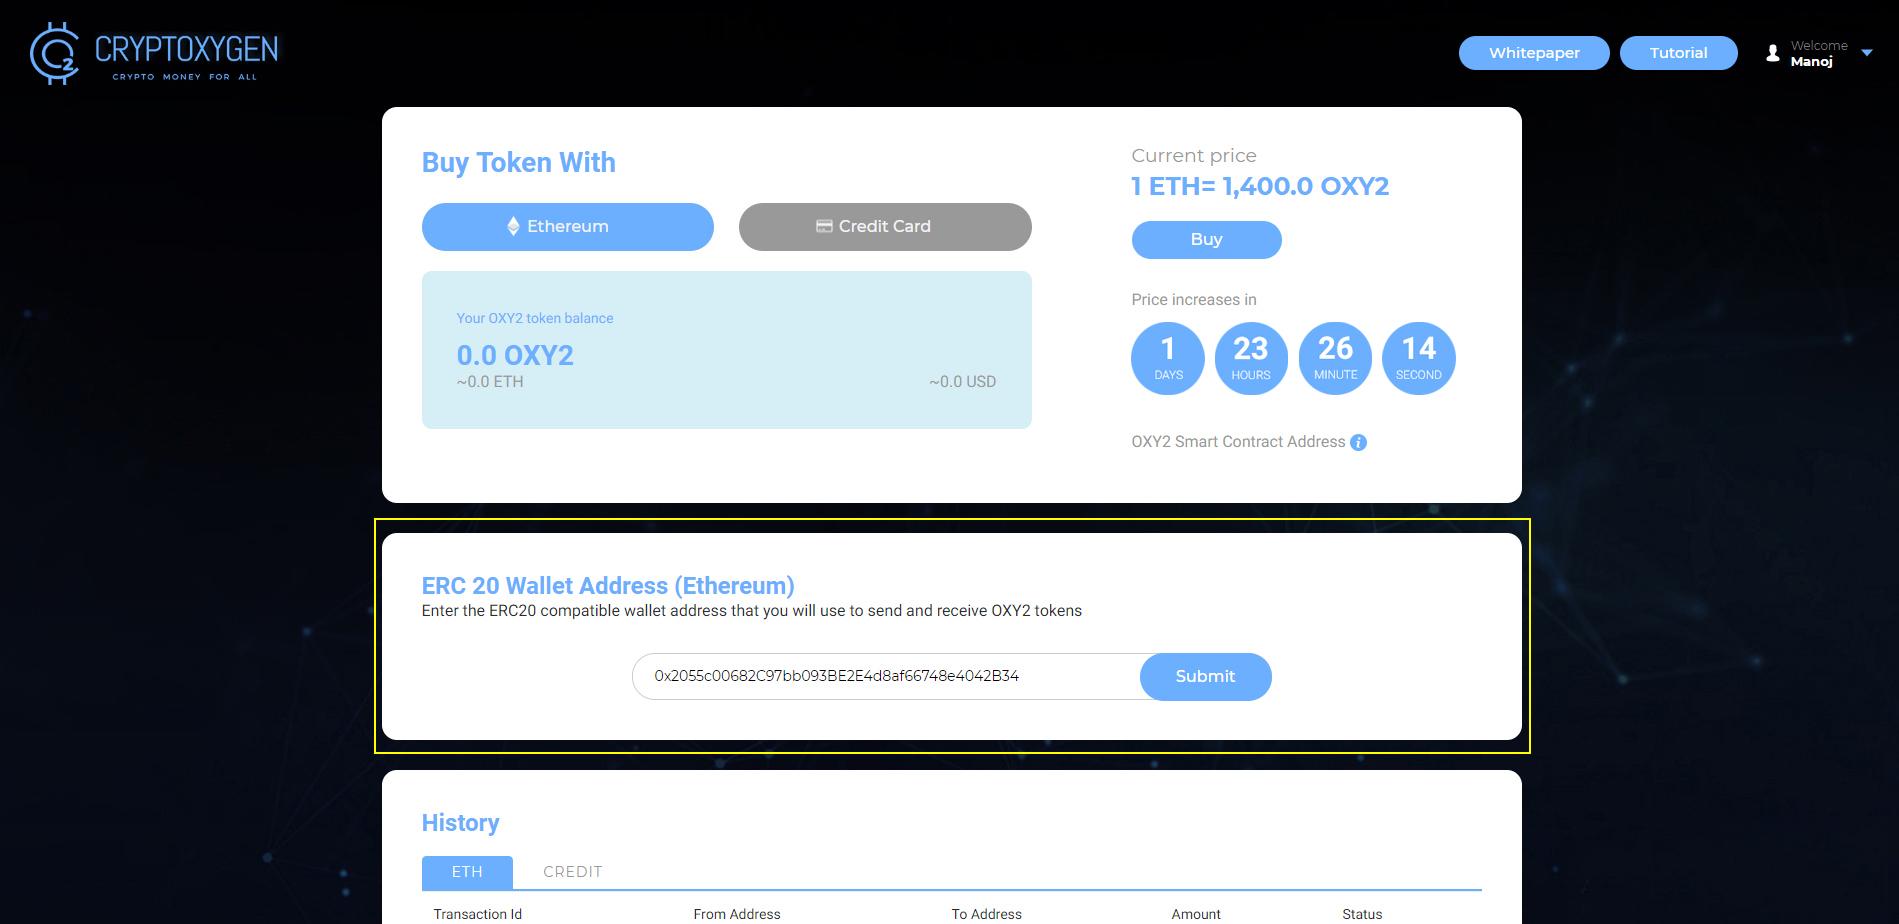 CRYPTOXYGEN
CRYPTO MONEY FOR ALL
Whitepaper
Tutorial
Welcome
Manoj
Buy Token With
Ethereum
Credit Card
Your OXY2 token balance
0.0 OXY2
~0.0 ETH
~0.0 USD
Current price
1 ETH= 1,400.0 OXY2
Buy
Price increases in
1 23 26 14
DAYS HOURS MINUTE SECOND
OXY2 Smart Contract Address i
ERC 20 Wallet Address (Ethereum)
Enter the ERC20 compatible wallet address that you will use to send and receive OXY2 tokens
0x2055c00682C97bb093BE2E4d8af66748e4042B34
Submit
History
ETH CREDIT
Transaction Id From Address To Address Amount Status